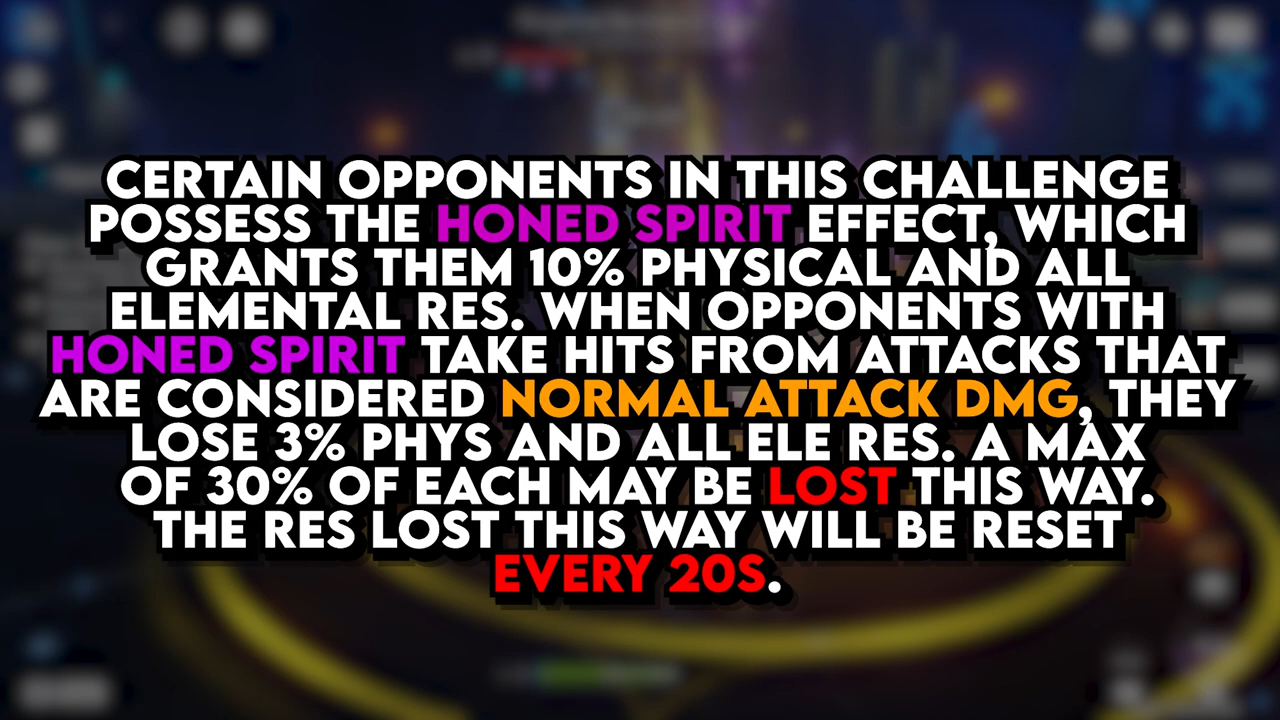 CERTAIN OPPONENTS IN THIS CHALLENGE
POSSESS THE HONED SPIRIT EFFECT, WHICH
GRANTS THEM 10% PHYSICAL AND ALL
ELEMENTAL RES. WHEN OPPONENTS WITH
HONED SPIRIT TAKE HITS FROM ATTACKS THAT
ARE CONSIDERED NORMAL ATTACK DMG, THEY
LOSE 3% PHYS AND ALL ELE RES. A MAX
OF 30% OF EACH MAY BE LOST THIS WAY.
THE RES LOST THIS WAY WILL BE RESET
EVERY 20S.